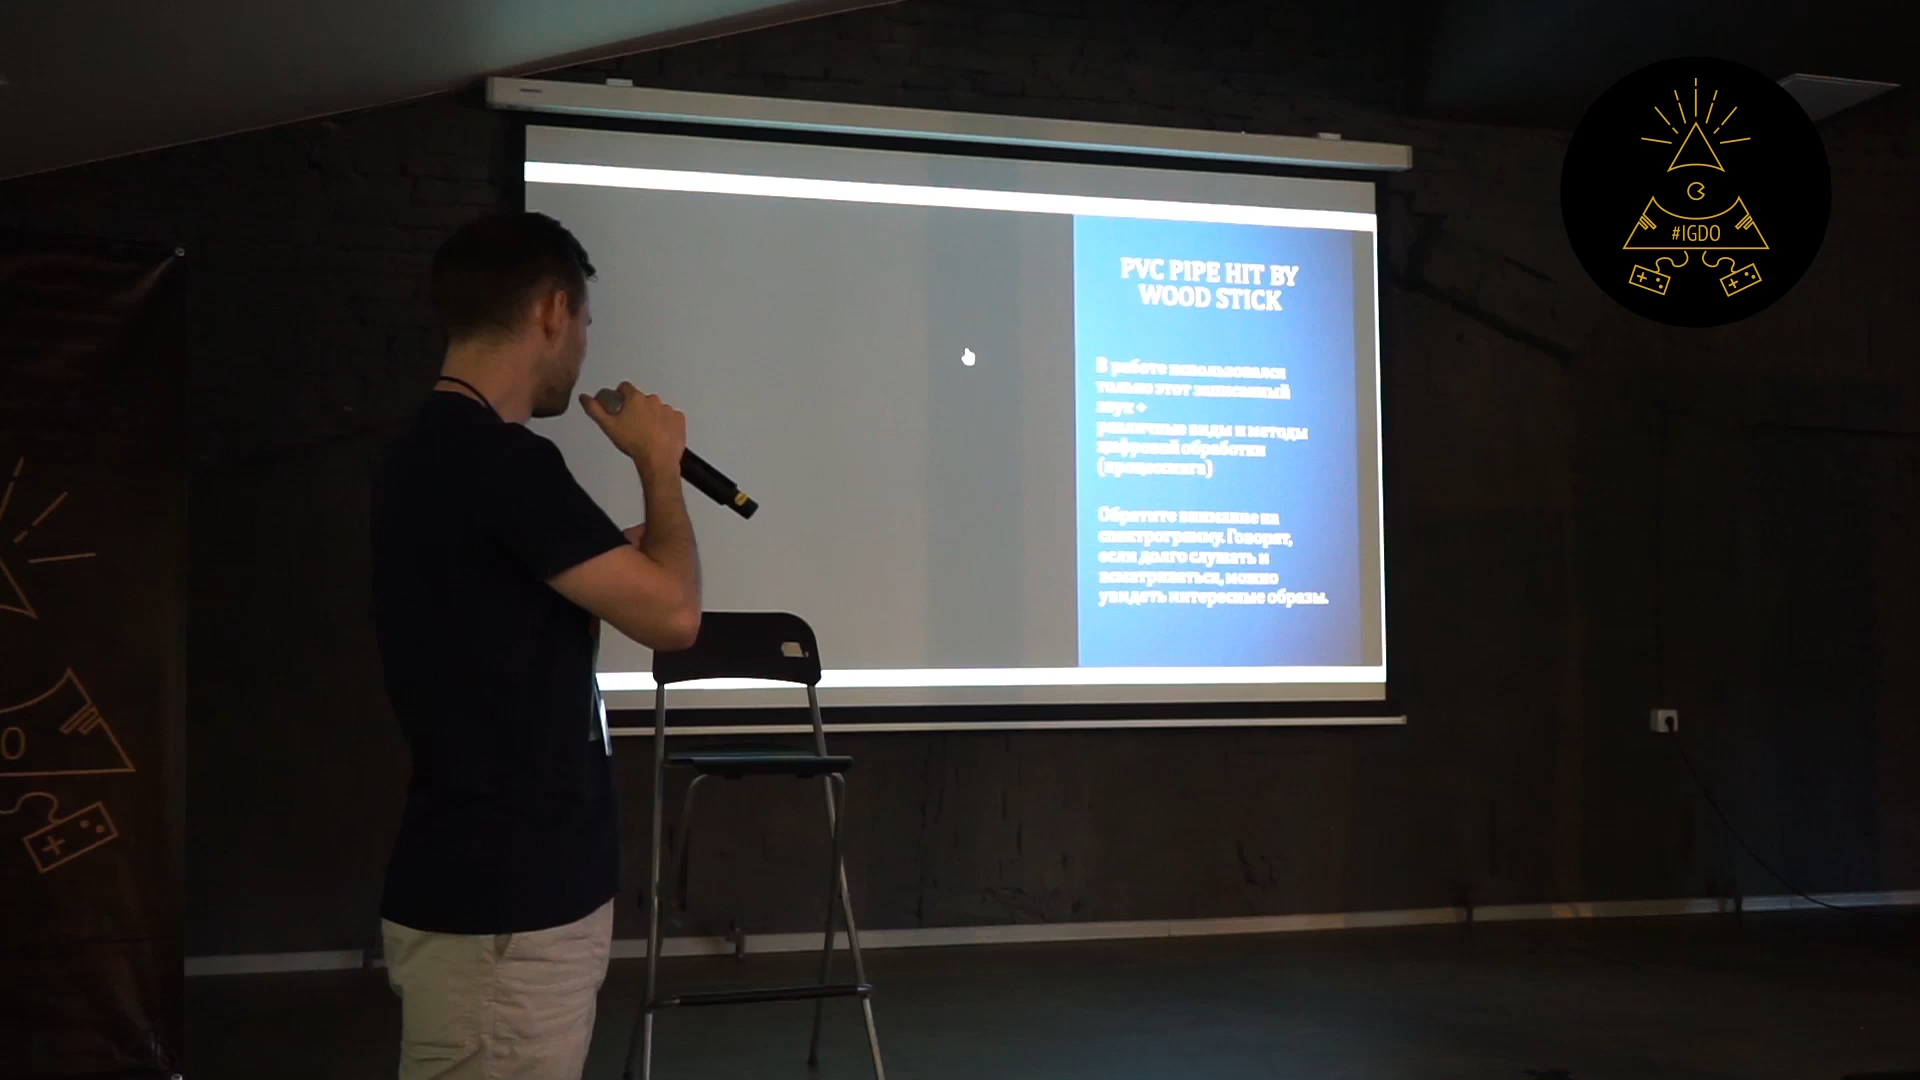 PVC PIPE HIT BY
WOOD STICK
В работе использовался
только этот записанный
звук +
различные виды и методы
цифровой обработки
(процессинга)
Обратите внимание на
спектрограмму. Говорят,
если долго слушать и
всматриваться, можно
увидеть интересные образы.
#IGDO
O